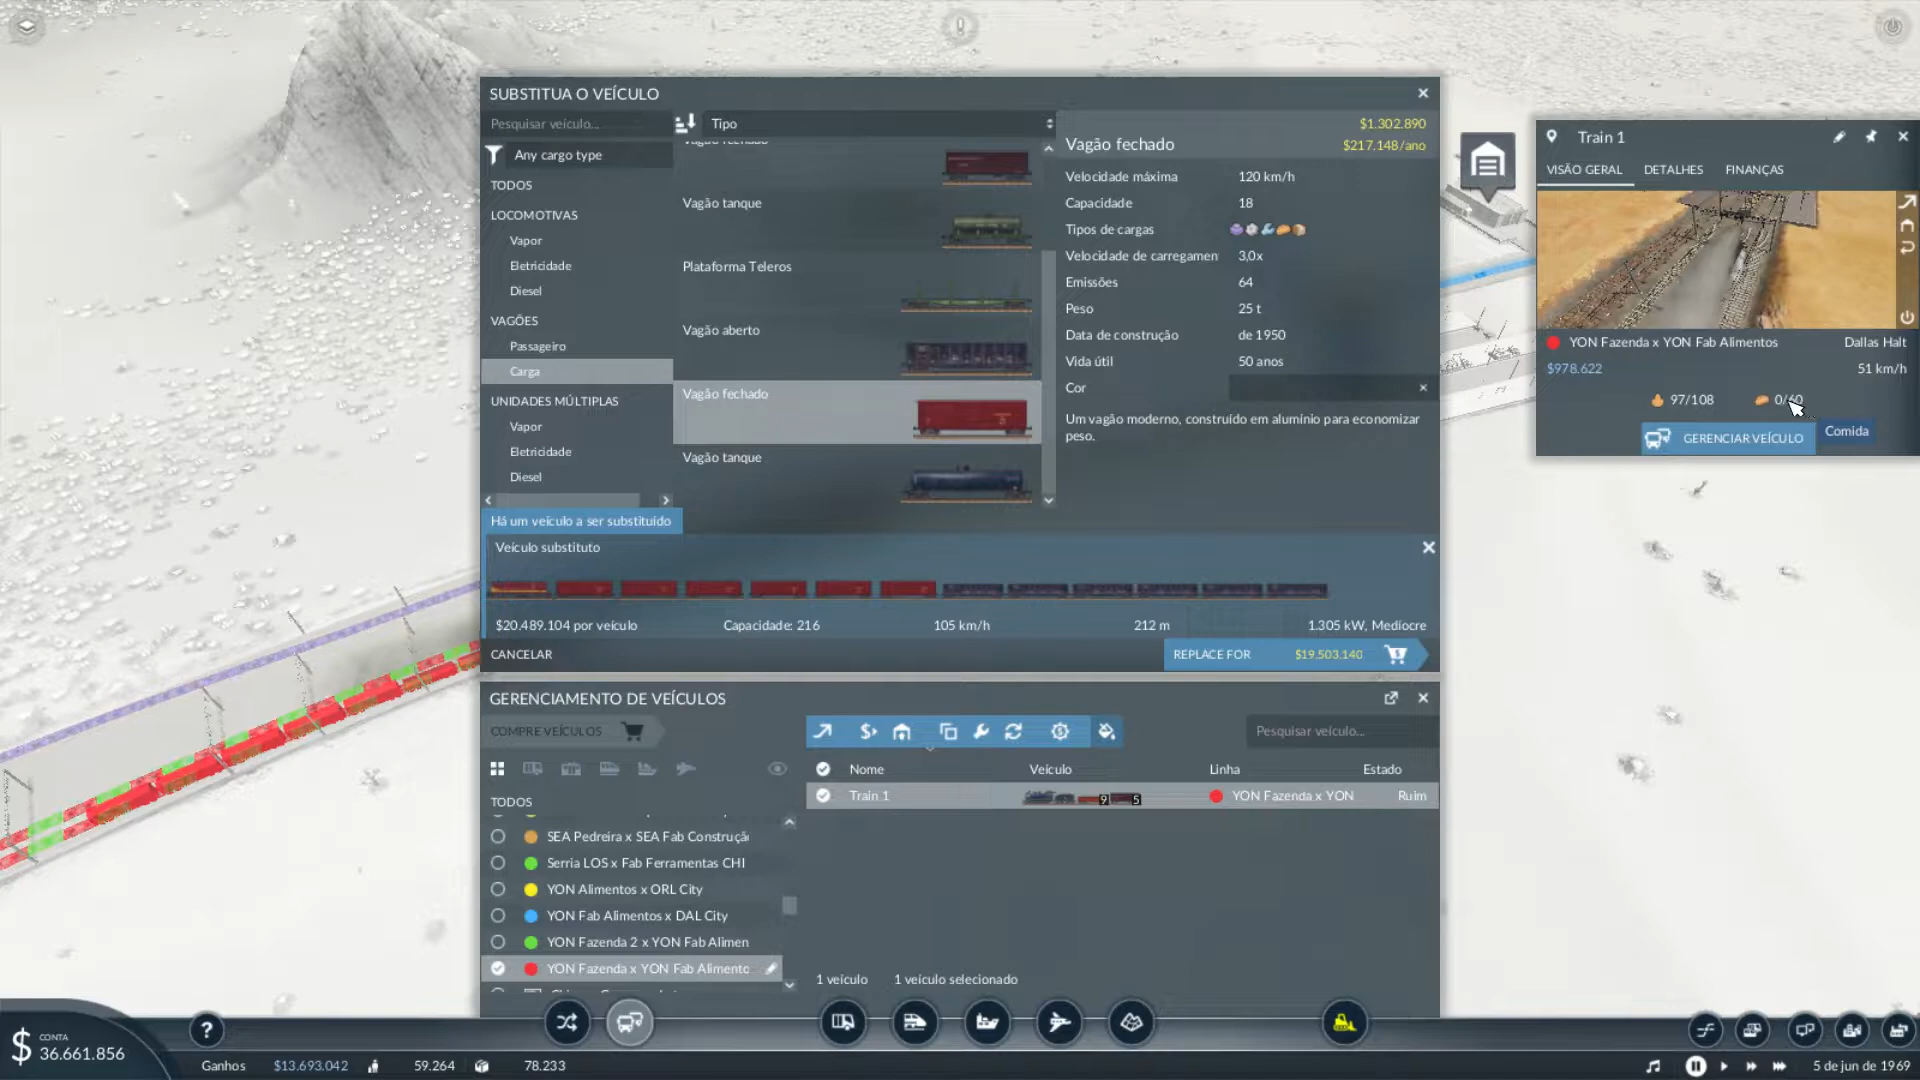 SUBSTITUA O VEÍCULO
Pesquisar veículo...
Tipo
Any cargo type
TODOS
LOCOMOTIVAS
Vapor
Eletricidade
Diesel
VAGÕES
Passageiro
Carga
UNIDADES MÚLTIPLAS
Vapor
Eletricidade
Diesel
Vagão fechado
Vagão tanque
Plataforma Teleros
Vagão aberto
Vagão fechado
Vagão tanque
$1.302.890
Vagão fechado
$217.148/ano
Velocidade máxima 120 km/h
Capacidade 18
Tipos de cargas
Velocidade de carregamen 3,0x
Emissões 64
Peso 25 t
Data de construção de 1950
Vida útil 50 anos
Cor
Um vagão moderno, construído em alumínio para economizar
peso.
Há um veículo a ser substituído
Veículo substituto
$20.489.104 por veículo Capacidade: 216 105 km/h 212 m 1.305 kW, Medíocre
CANCELAR
REPLACE FOR $19.503.140
GERENCIAMENTO DE VEÍCULOS
COMPRE VEÍCULOS
Pesquisar veículo...
Nome Veículo Linha Estado
Train 1 9 5 YON Fazenda x YON Ruim
TODOS
SEA Pedreira x SEA Fab Construçã
Serria LOS x Fab Ferramentas CHI
YON Alimentos x ORL City
YON Fab Alimentos x DAL City
YON Fazenda 2 x YON Fab Alimen
YON Fazenda x YON Fab Alimento
1 veículo 1 veículo selecionado
Train 1
VISÃO GERAL DETALHES FINANÇAS
YON Fazenda x YON Fab Alimentos Dallas Halt
$978.622 51 km/h
97/108 0/60
GERENCIAR VEÍCULO
Comida
$ CONTA
36.661.856
?
Ganhos $13.693.042 59.264 78.233
5 de jun de 1969